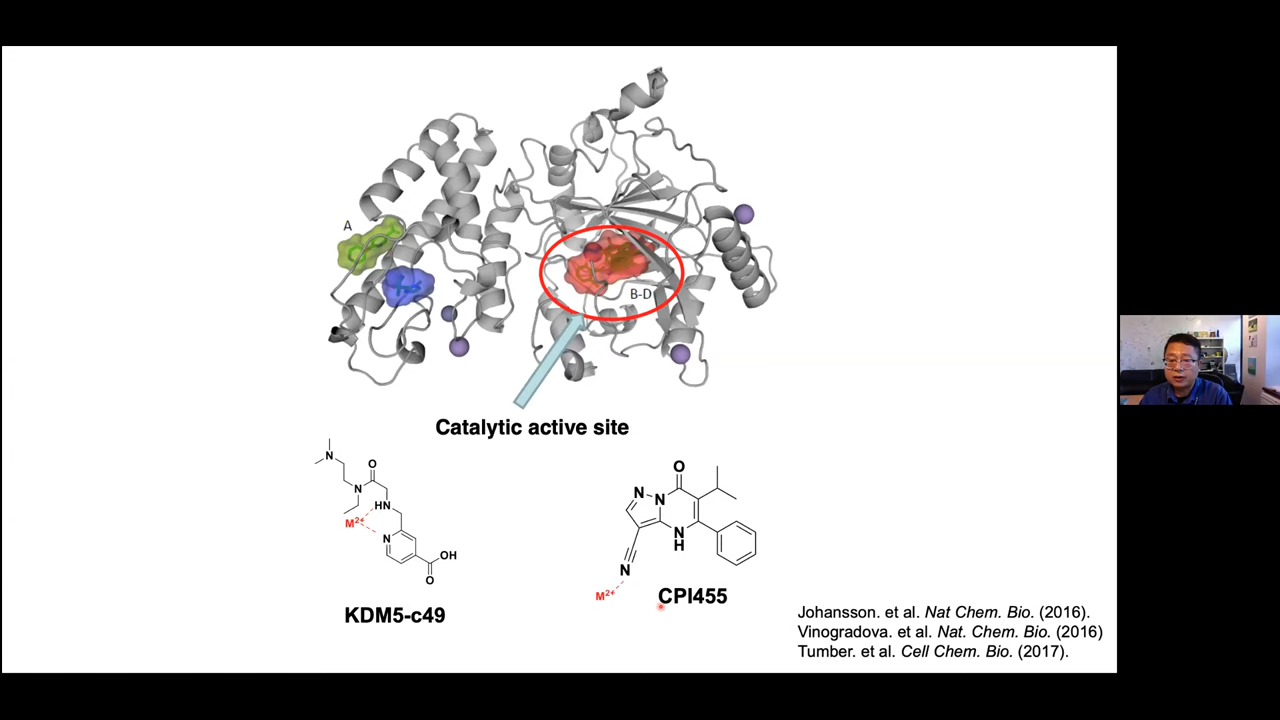 A
B-D
Catalytic active site
N
O
N
HN
M2+
N
OH
O
KDM5-c49
O
N
N
N
H
N
M2+
CPI455
Johansson. et al. Nat Chem. Bio. (2016).
Vinogradova. et al. Nat. Chem. Bio. (2016)
Tumber. et al. Cell Chem. Bio. (2017).